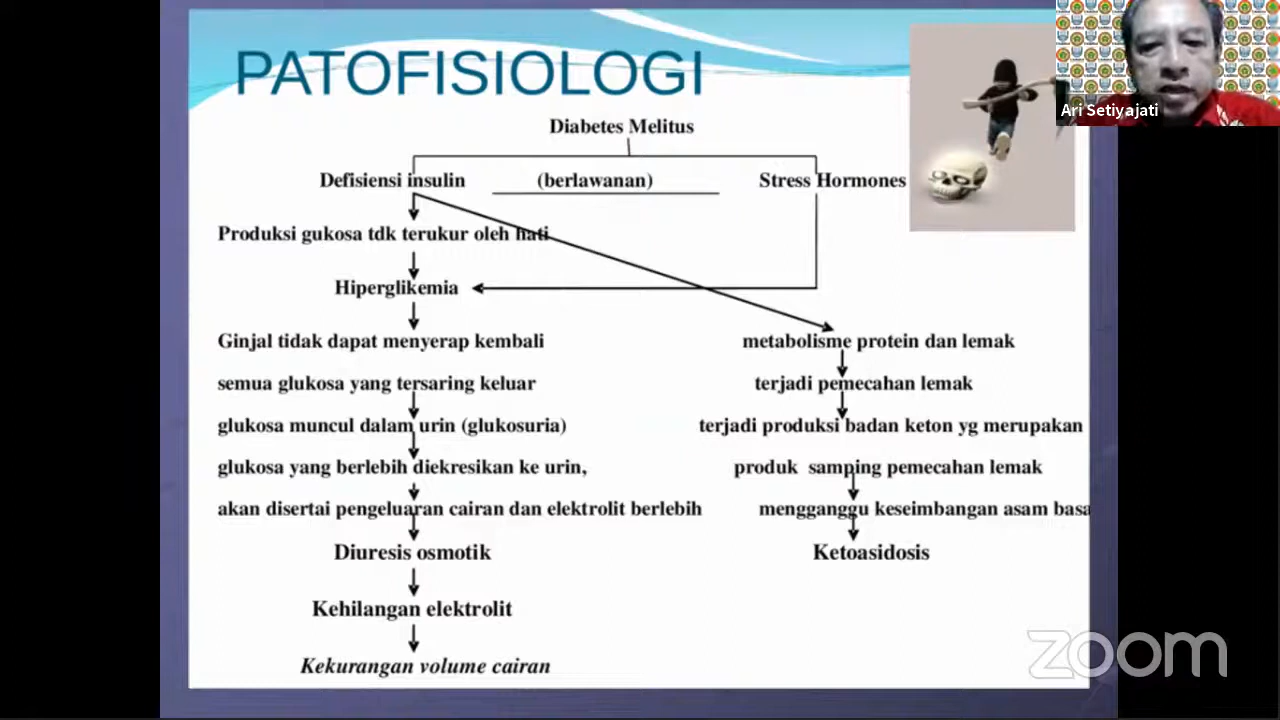 PATOFISIOLOGI
Ari Setiyajati
Diabetes Melitus
Defisiensi insulin (berlawanan) Stress Hormones
Produksi gukosa tdk terukur oleh hati
Hiperglikemia
Ginjal tidak dapat menyerap kembali
semua glukosa yang tersaring keluar
glukosa muncul dalam urin (glukosuria)
glukosa yang berlebih diekresikan ke urin,
akan disertai pengeluaran cairan dan elektrolit berlebih
Diuresis osmotik
Kehilangan elektrolit
Kekurangan volume cairan
metabolisme protein dan lemak
terjadi pemecahan lemak
terjadi produksi badan keton yg merupakan
produk samping pemecahan lemak
mengganggu keseimbangan asam basa
Ketoasidosis
zoom